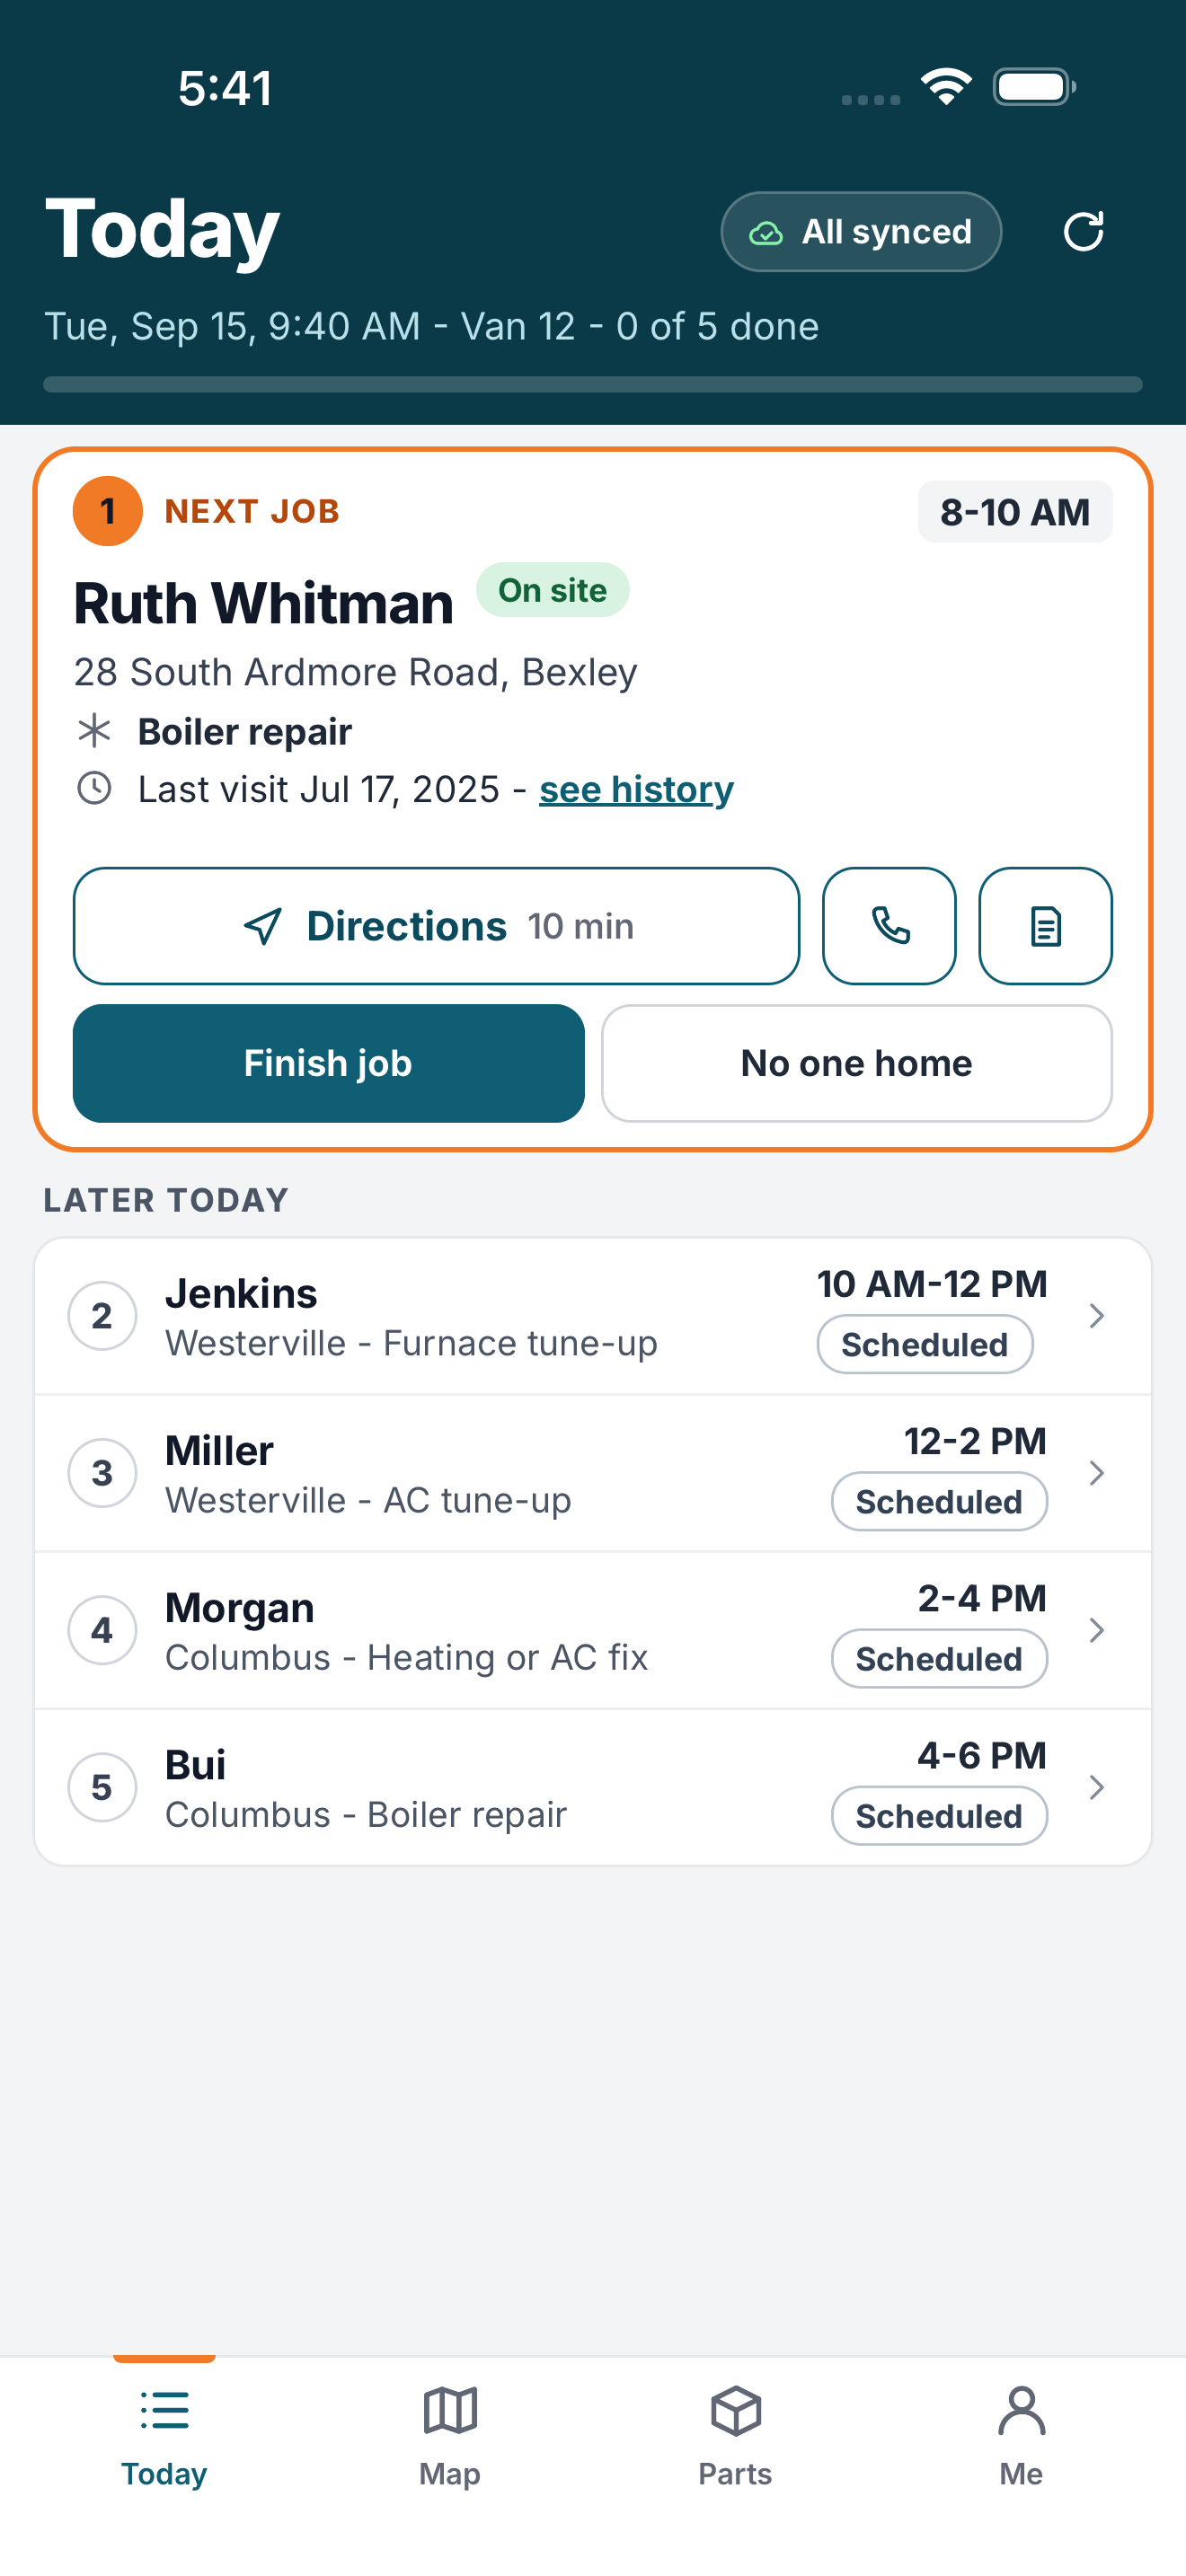 5:41
Today
All synced
Tue, Sep 15, 9:40 AM - Van 12 - 0 of 5 done
1 NEXT JOB 8-10 AM
Ruth Whitman On site
28 South Ardmore Road, Bexley
Boiler repair
Last visit Jul 17, 2025 - see history
Directions 10 min
Finish job
No one home
LATER TODAY
2
Jenkins
Westerville - Furnace tune-up
10 AM-12 PM
Scheduled
3
Miller
Westerville - AC tune-up
12-2 PM
Scheduled
4
Morgan
Columbus - Heating or AC fix
2-4 PM
Scheduled
5
Bui
Columbus - Boiler repair
4-6 PM
Scheduled
Today
Map
Parts
Me